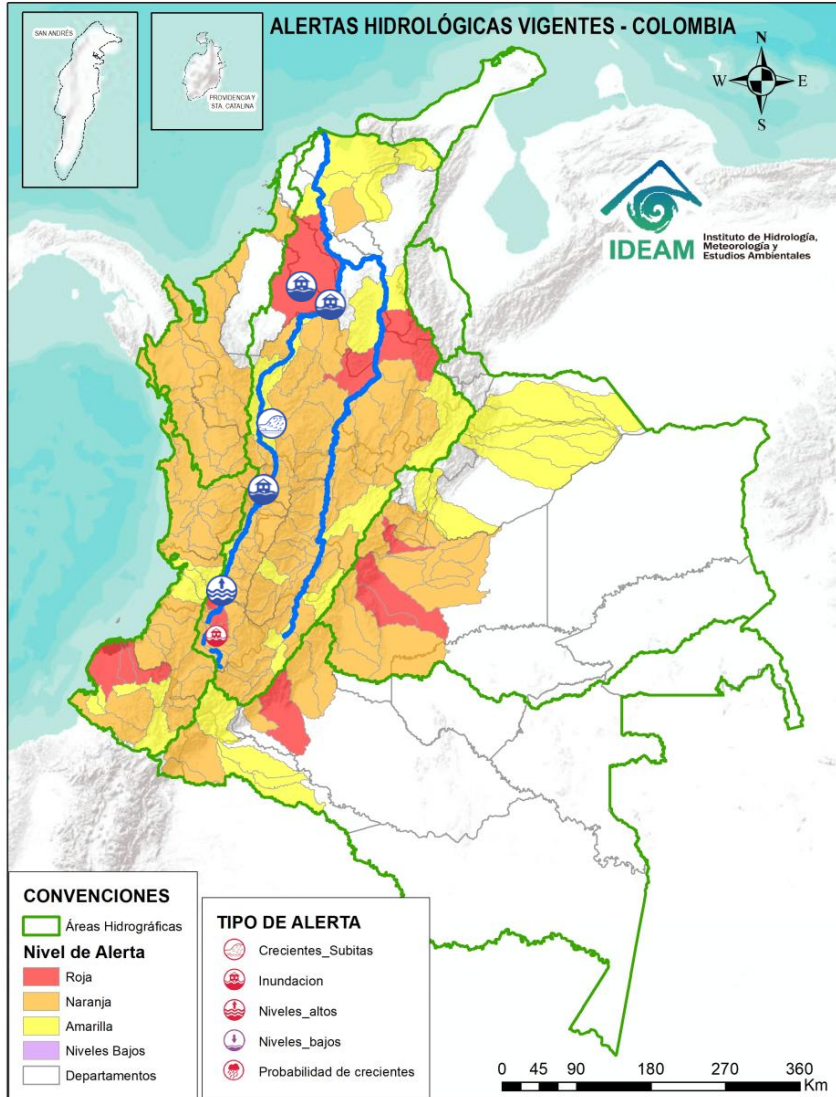 ALERTAS HIDROLÓGICAS VIGENTES - COLOMBIA
SAN ANDRÉS
PROVIDENCIA Y
STA. CATALINA
N
W
E
S
IDEAM
Instituto de Hidrología,
Meteorología y
Estudios Ambientales
CONVENCIONES
Áreas Hidrográficas
Nivel de Alerta
Roja
Naranja
Amarilla
Niveles Bajos
Departamentos
TIPO DE ALERTA
Crecientes_Subitas
Inundacion
Niveles_altos
Niveles_bajos
Probabilidad de crecientes
0 45 90 180 270 360
Km